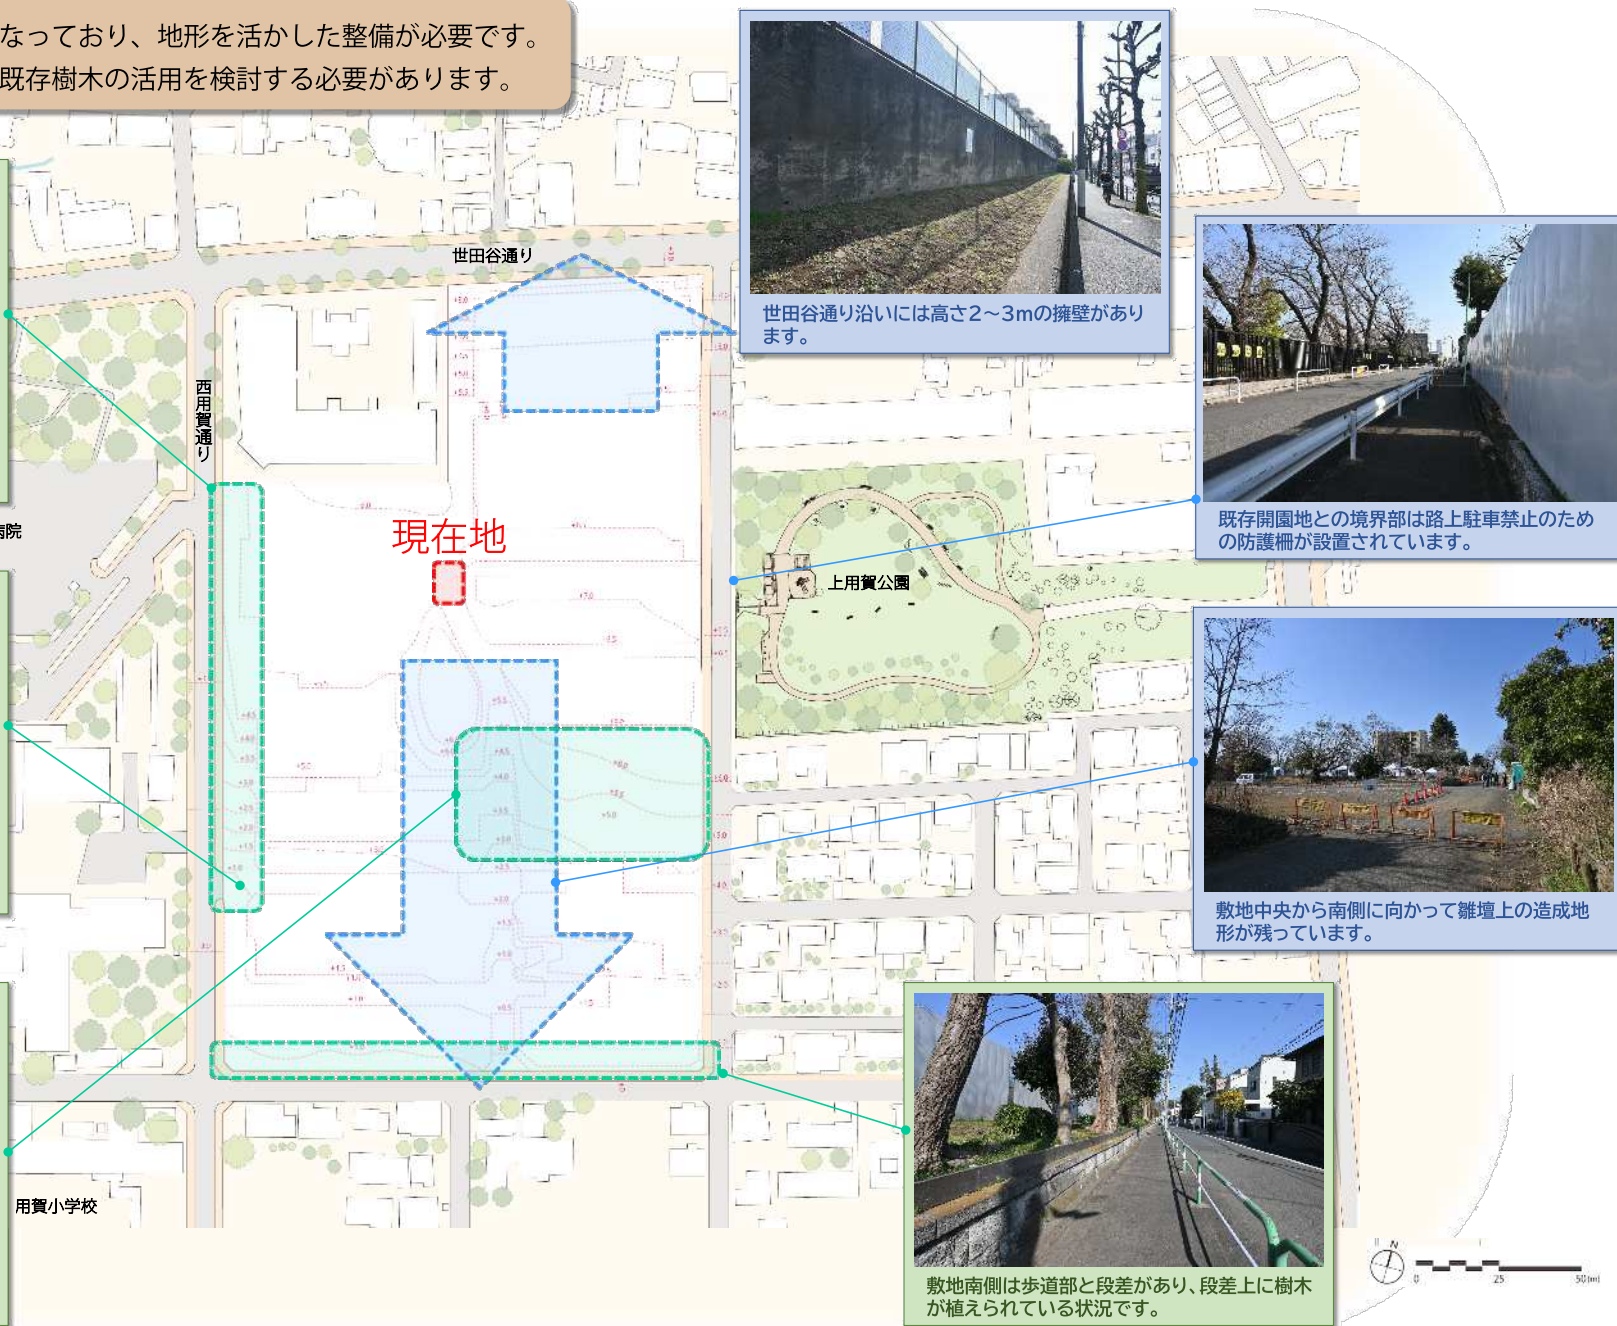 なっており、地形を活かした整備が必要です。
既存樹木の活用を検討する必要があります。
世田谷通り沿いには高さ2～3mの擁壁があり
ます。
世田谷通り
既存開園地との境界部は路上駐車禁止のため
の防護柵が設置されています。
西用賀通り
病院
現在地
上用賀公園
敷地中央から南側に向かって雛壇上の造成地
形が残っています。
用賀小学校
敷地南側は歩道部と段差があり、段差上に樹木
が植えられている状況です。
N
0 25 50(m)